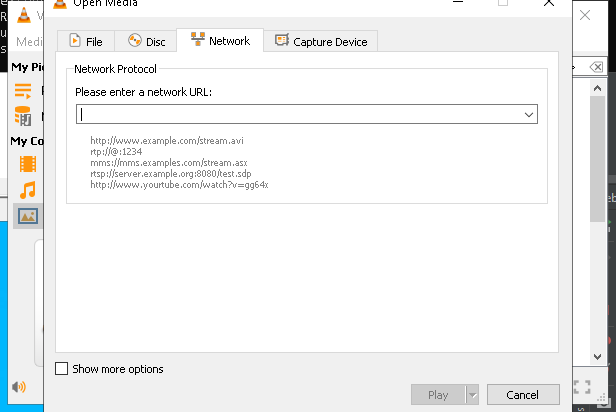 Open Media
Medi
File
Disc
Network
Capture Device
My Pi
Network Protocol
Please enter a network URL:
My Co
http://www.example.com/stream.avi
rtp://@:1234
mms://mms.examples.com/stream.asx
rtsp://server.example.org:8080/test.sdp
http://www.yourtube.com/watch?v=gg64x
Show more options
Play
Cancel